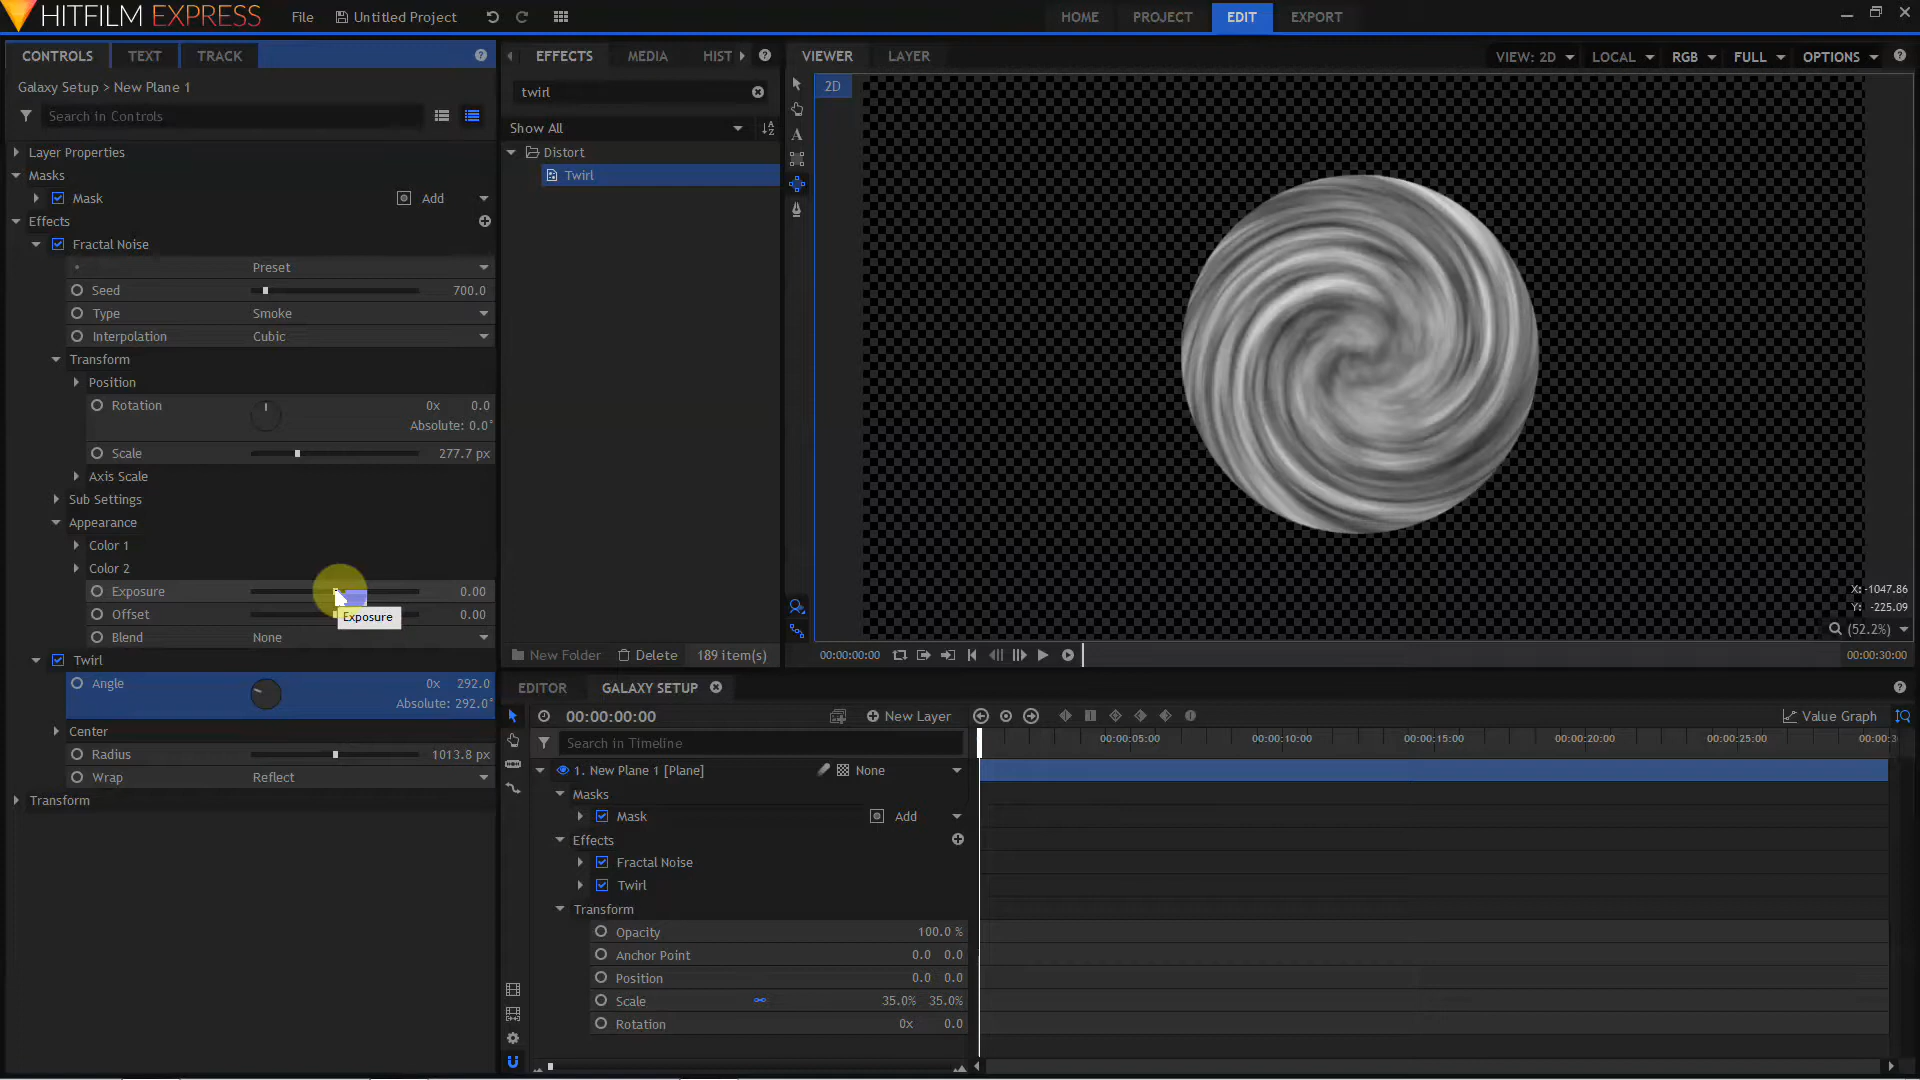 HITFILM EXPRESS File Untitled Project HOME PROJECT EDIT EXPORT
CONTROLS TEXT TRACK
Galaxy Setup > New Plane 1
Search in Controls
Layer Properties
Masks
Mask Add
Effects
Fractal Noise
Preset
Seed 700.0
Type Smoke
Interpolation Cubic
Transform
Position
Rotation 0x 0.0
Absolute: 0.0°
Scale 277.7 px
Axis Scale
Sub Settings
Appearance
Color 1
Color 2
Exposure 0.00
Offset 0.00
Exposure
Blend None
Twirl
Angle 0x 292.0
Absolute: 292.0°
Center
Radius 1013.8 px
Wrap Reflect
Transform
EFFECTS MEDIA HIST
twirl
Show All
Distort
Twirl
New Folder Delete 189 item(s)
VIEWER LAYER VIEW: 2D LOCAL RGB FULL OPTIONS
2D
A
X: -1047.86
Y: -225.09
(52.2%)
00:00:00:00 00:00:30:00
EDITOR GALAXY SETUP
00:00:00:00 New Layer Value Graph
Search in Timeline 00:00:05:00 00:00:10:00 00:00:15:00 00:00:20:00 00:00:25:00 00:00:3
1. New Plane 1 [Plane] None
Masks
Mask Add
Effects
Fractal Noise
Twirl
Transform
Opacity 100.0 %
Anchor Point 0.0 0.0
Position 0.0 0.0
Scale 35.0% 35.0%
Rotation 0x 0.0